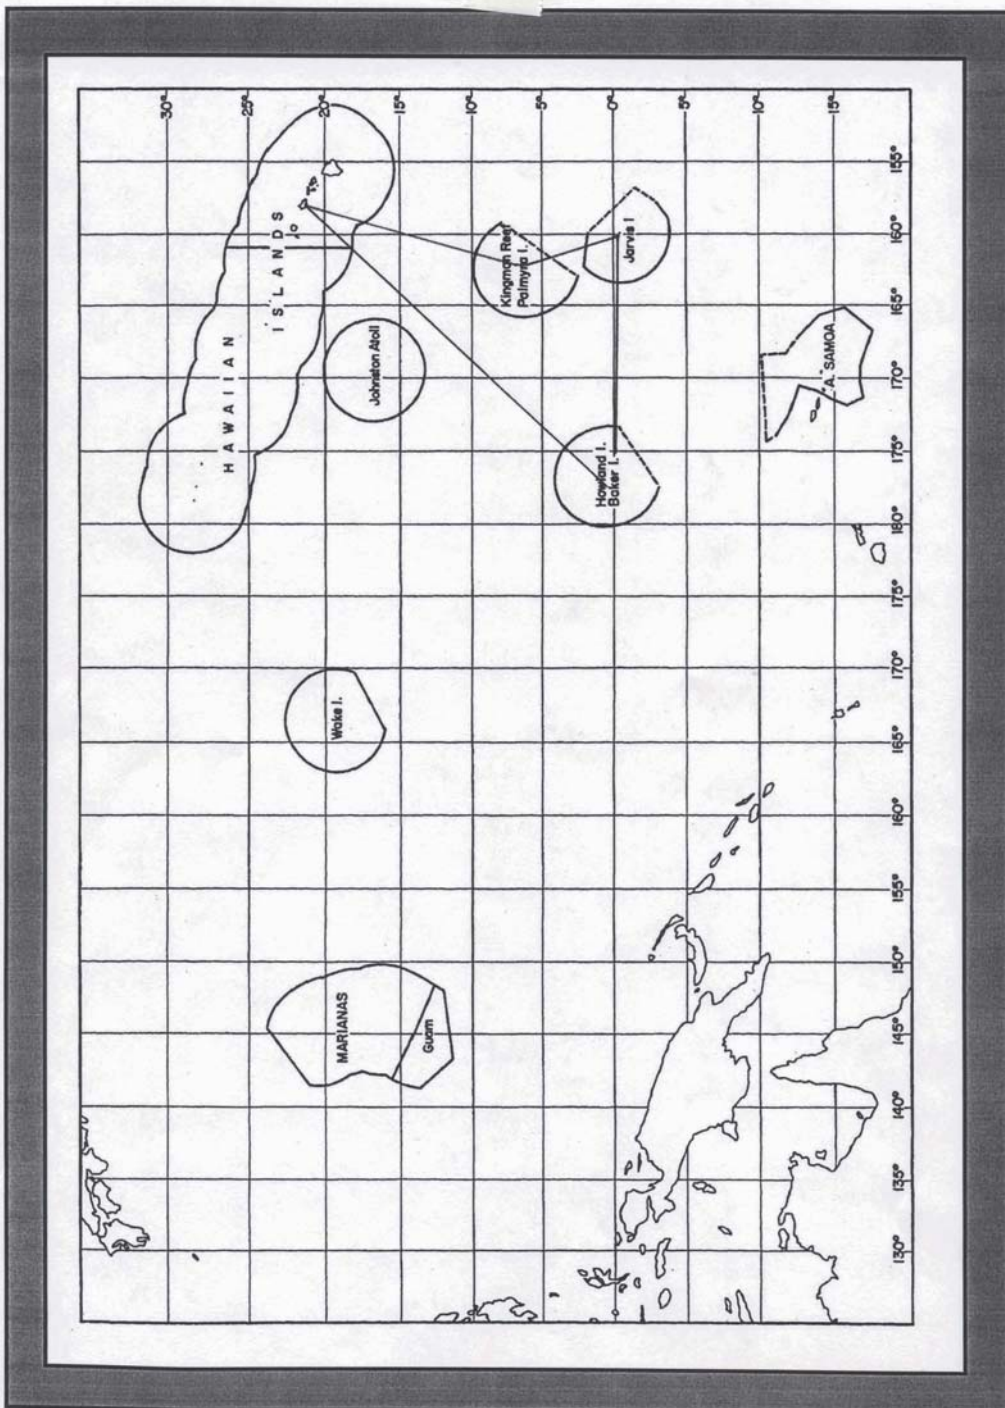 HAWAIIAN
ISLANDS
MARIANAS
Guam
Wake I.
Johnston Atoll
Kingman Reef
Palmyra I.
Howland I.
Baker I.
Jarvis I
A. SAMOA
30°
25°
20°
15°
10°
5°
0°
5°
10°
15°
130°
135°
140°
145°
150°
155°
160°
165°
170°
175°
180°
175°
170°
165°
160°
155°